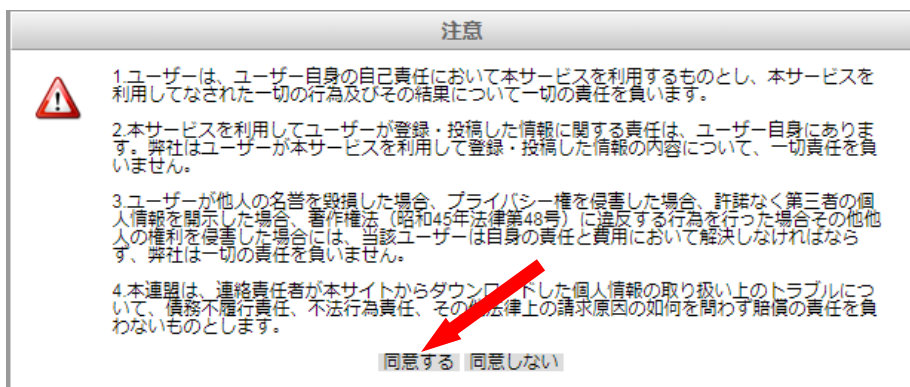 注意
1.ユーザーは、ユーザー自身の自己責任において本サービスを利用するものとし、本サービスを
利用してなされた一切の行為及びその結果について一切の責任を負います。
2.本サービスを利用してユーザーが登録・投稿した情報に関する責任は、ユーザー自身にありま
す。弊社はユーザーが本サービスを利用して登録・投稿した情報の内容について、一切責任を負
いません。
3.ユーザーが他人の名誉を毀損した場合、プライバシー権を侵害した場合、許諾なく第三者の個
人情報を開示した場合、著作権法（昭和45年法律第48号）に違反する行為を行った場合その他他
人の権利を侵害した場合には、当該ユーザーは自身の責任と費用において解決しなければなら
ず、弊社は一切の責任を負いません。
4.本連盟は、連絡責任者が本サイトからダウンロードした個人情報の取り扱い上のトラブルにつ
いて、債務不履行責任、不法行為責任、その他法律上の請求原因の如何を問わず賠償の責任を負
わないものとします。
同意する 同意しない